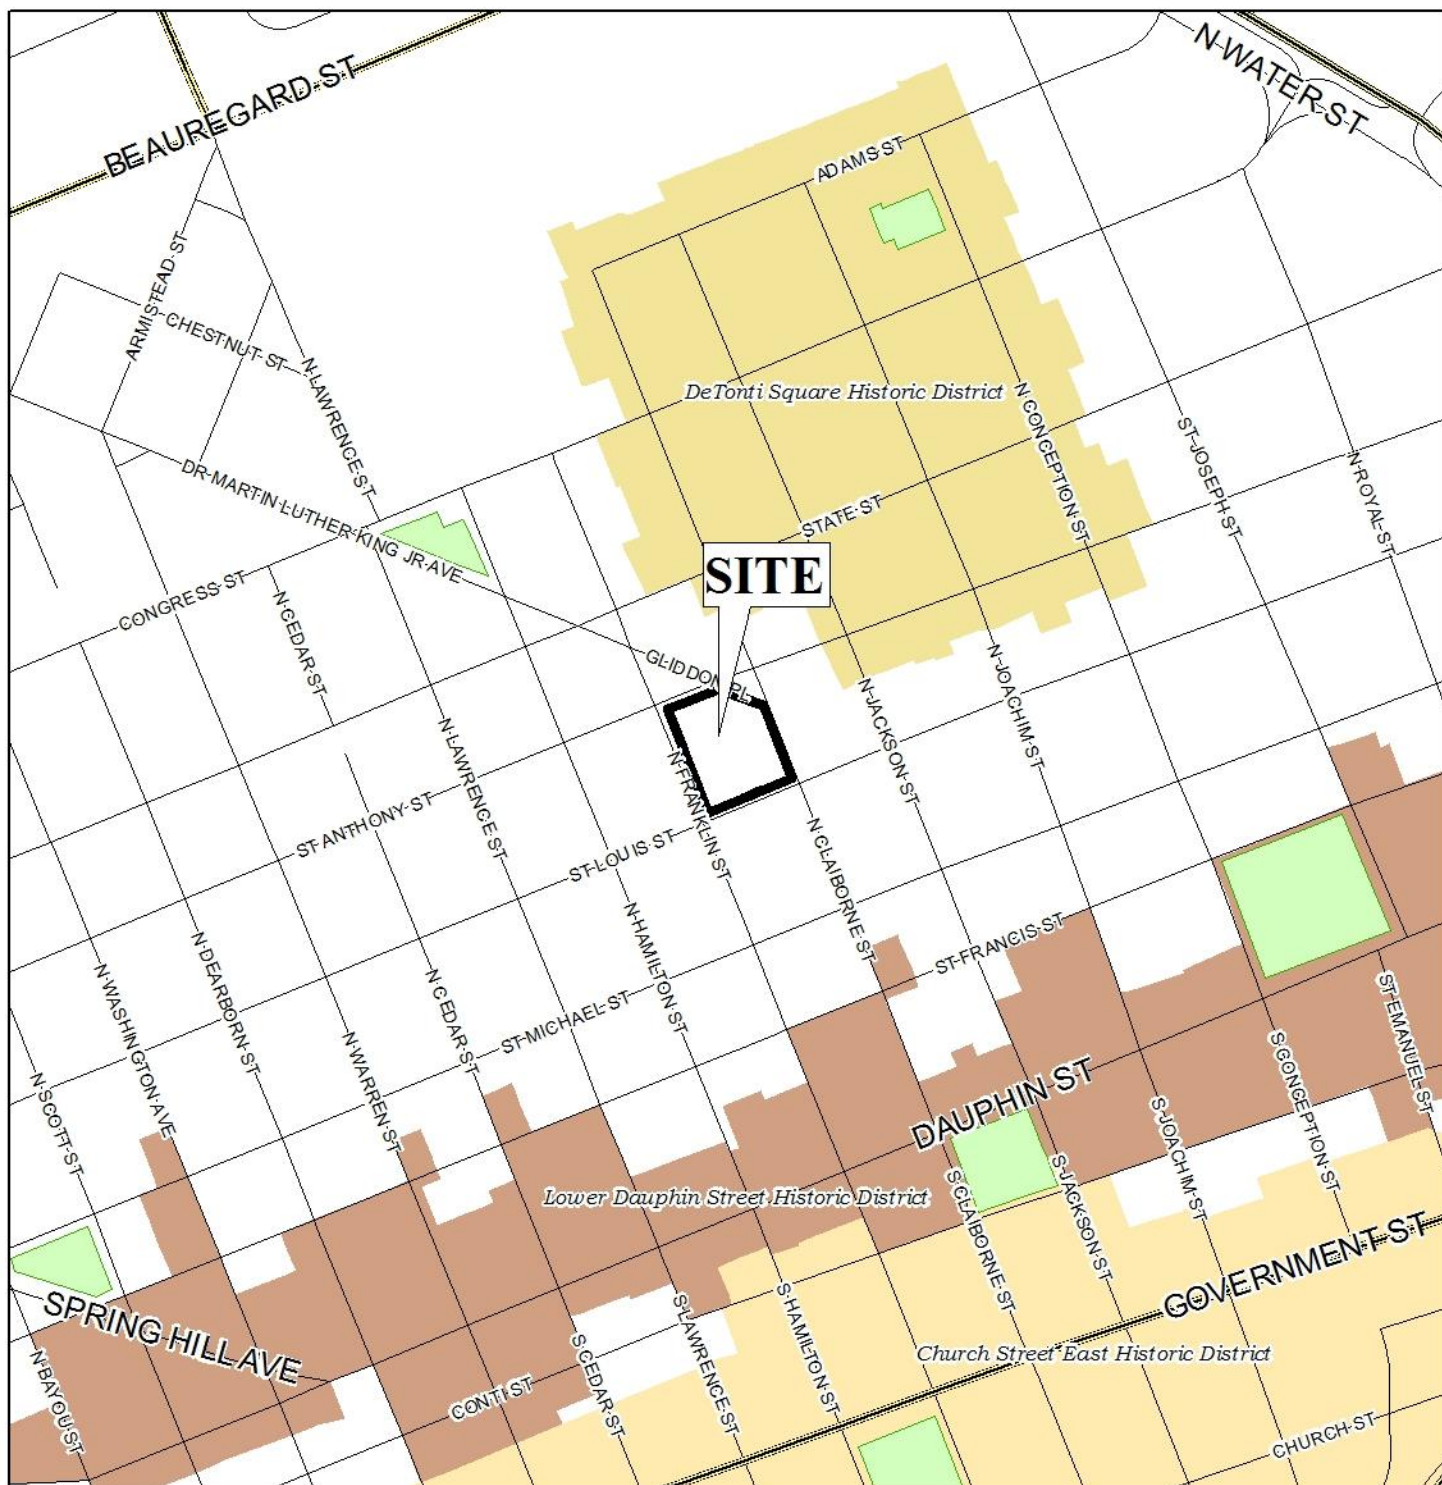 N WATER ST
BEAUREGARD ST
ADAMS ST
ARMISTEAD ST
CHESTNUT ST
N LAWRENCE ST
DeTonti Square Historic District
N CONCEPTION ST
ST JOSEPH ST
N ROYAL ST
DR MARTIN LUTHER KING JR AVE
STATE ST
SITE
CONGRESS ST
N CEDAR ST
GLIDDON PL
N JOACHIM ST
N JACKSON ST
N LAWRENCE ST
N FRANKLIN ST
ST ANTHONY ST
ST LOUIS ST
N CLAIBORNE ST
N HAMILTON ST
ST FRANCIS ST
N DEARBORN ST
N WASHINGTON AVE
N CEDAR ST
ST MICHAEL ST
ST EMANUEL ST
N WARREN ST
S CONCEPTION ST
N SCOTT ST
DAUPHIN ST
S JOACHIM ST
S JACKSON ST
S CLAIBORNE ST
Lower Dauphin Street Historic District
GOVERNMENT ST
SPRING HILL AVE
S HAMILTON ST
S LAWRENCE ST
S CEDAR ST
Church Street East Historic District
N BAYOU ST
CONTI ST
CHURCH ST